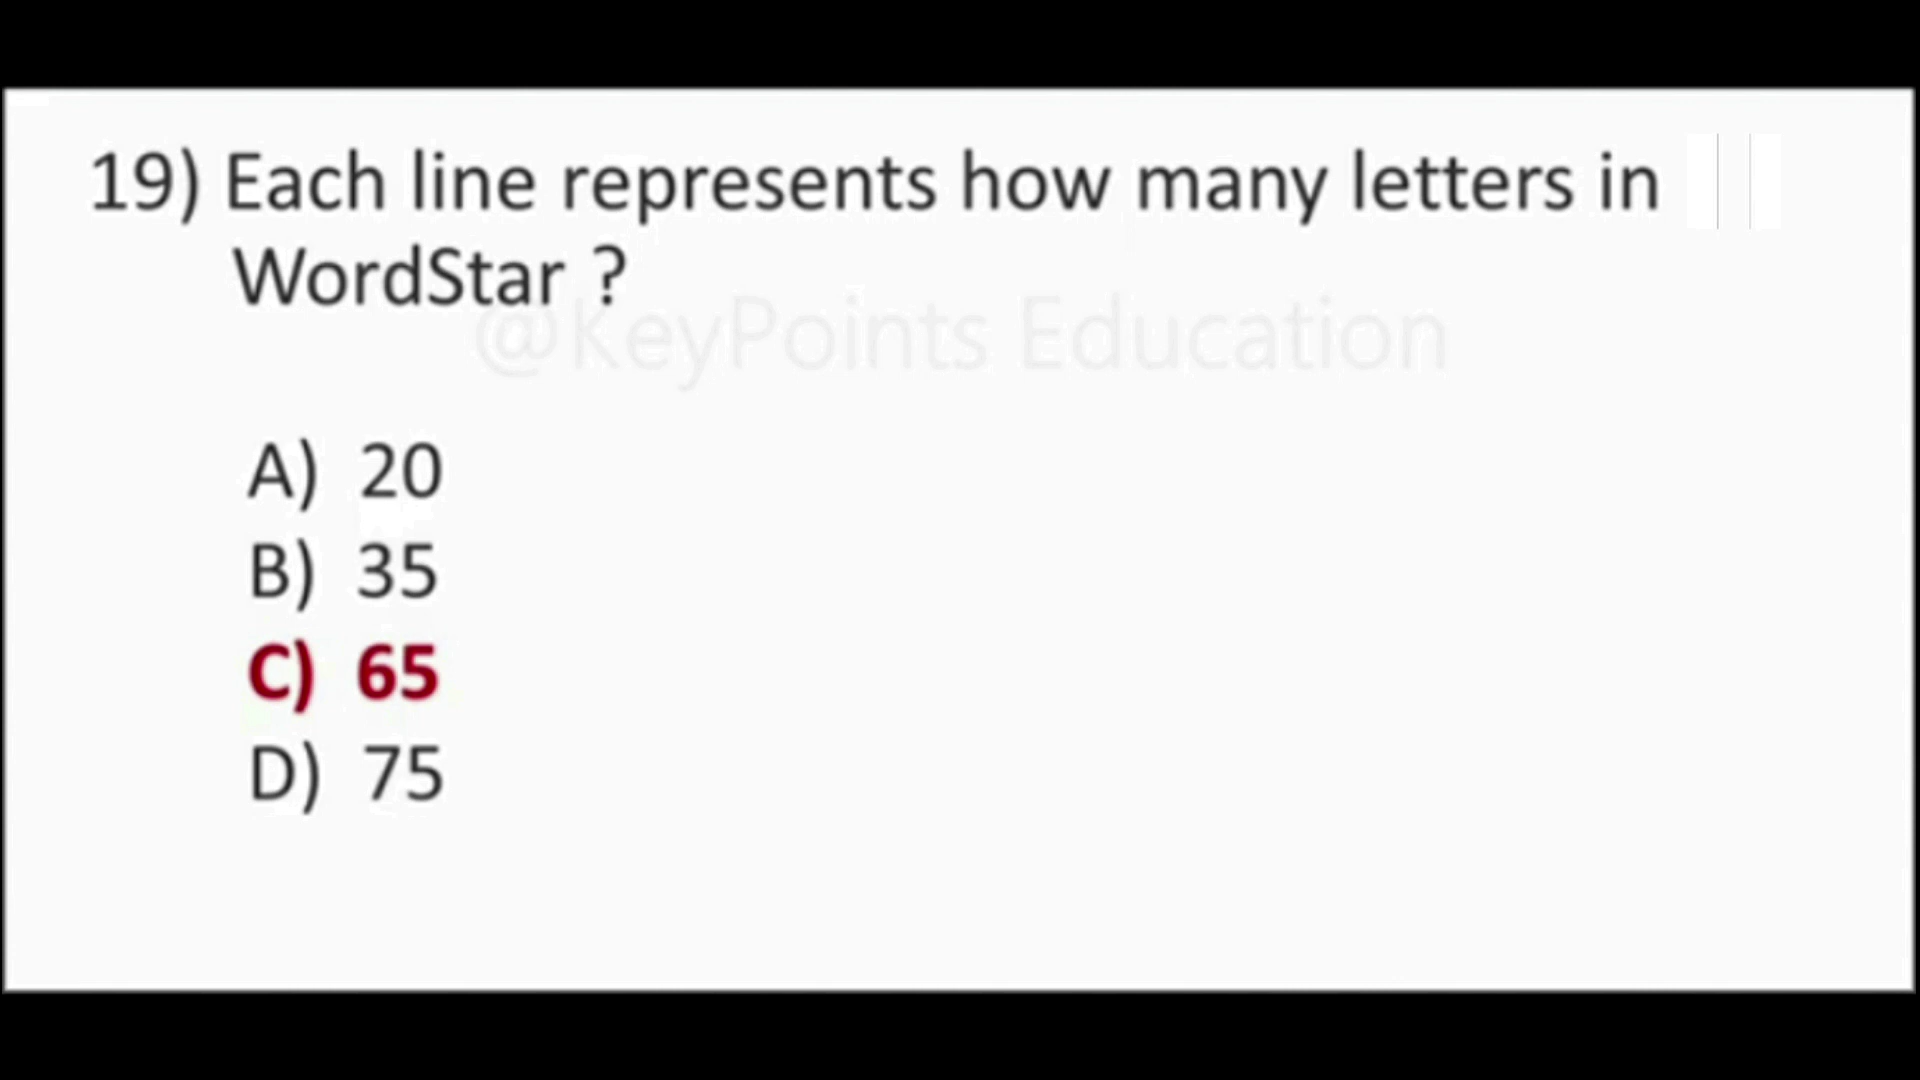 19) Each line represents how many letters in
WordStar ?
@KeyPoints Education
A) 20
B) 35
C) 65
D) 75